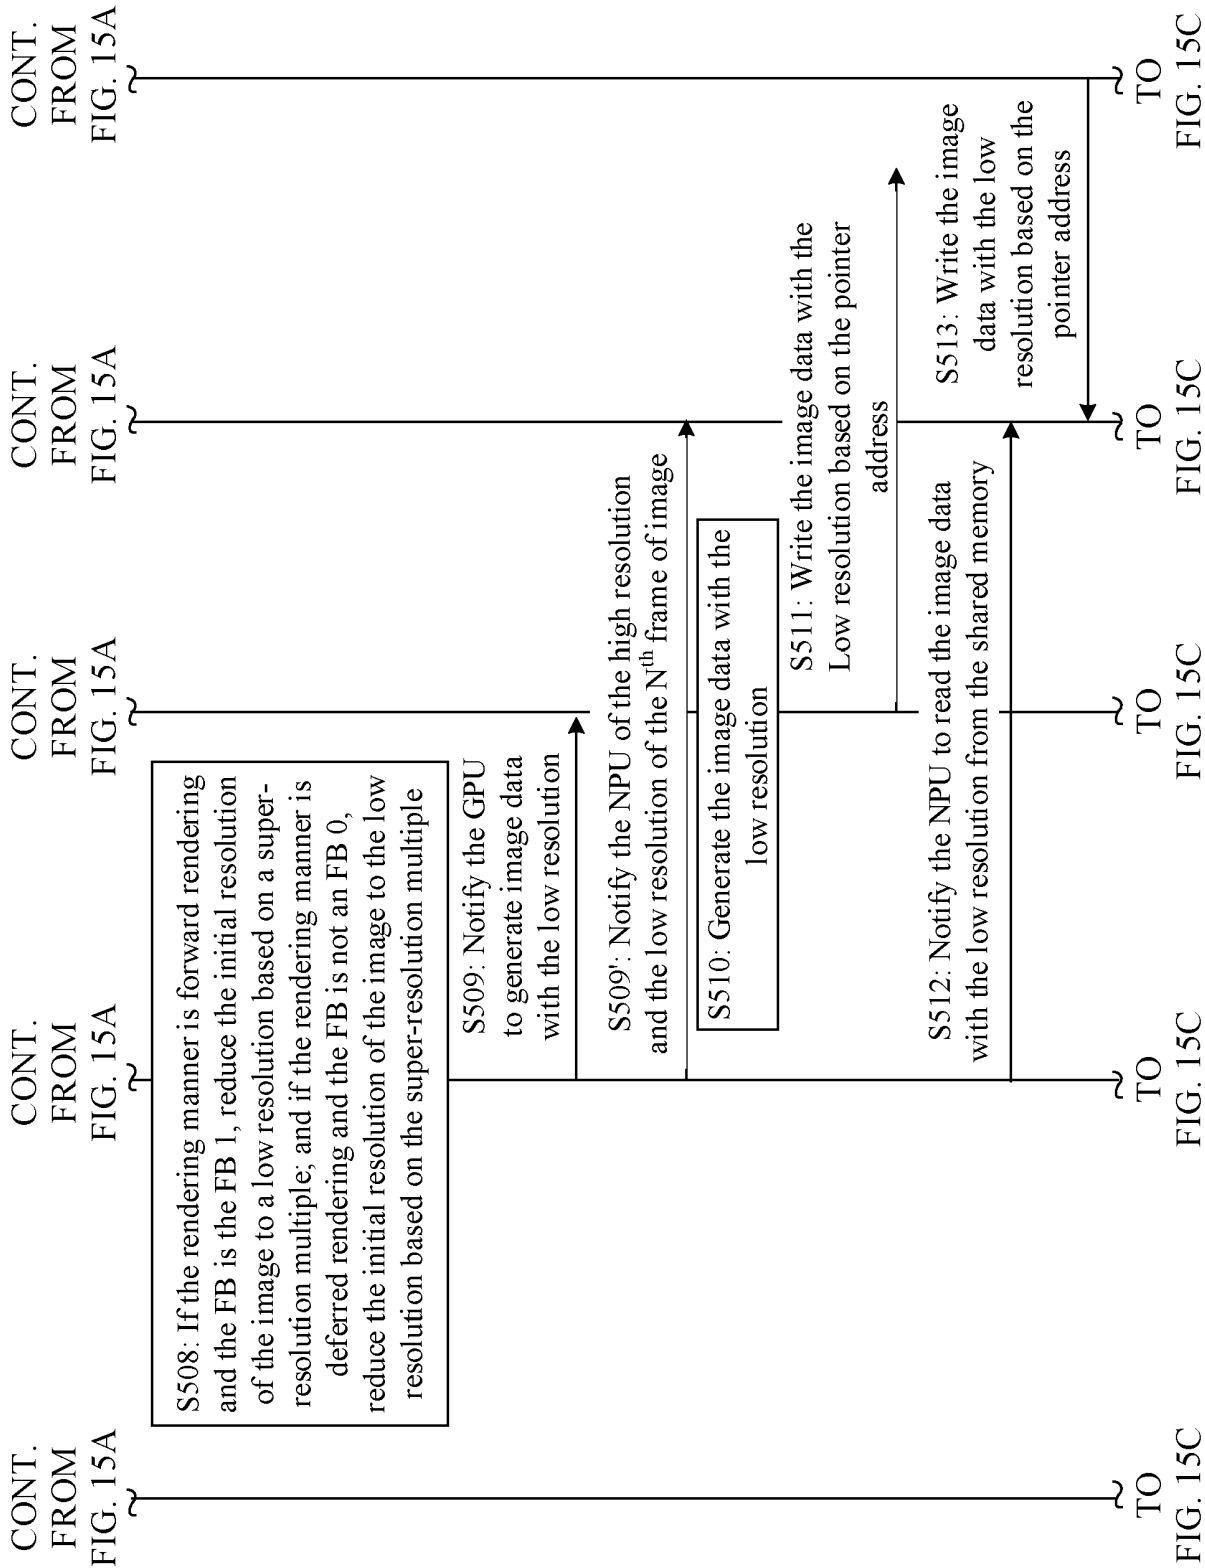 CONT.
FROM
FIG. 15A
CONT.
FROM
FIG. 15A
CONT.
FROM
FIG. 15A
CONT.
FROM
FIG. 15A
CONT.
FROM
FIG. 15A
S508: If the rendering manner is forward rendering
and the FB is the FB 1, reduce the initial resolution
of the image to a low resolution based on a super-
resolution multiple; and if the rendering manner is
deferred rendering and the FB is not an FB 0,
reduce the initial resolution of the image to the low
resolution based on the super-resolution multiple
S509: Notify the GPU
to generate image data
with the low resolution
S509': Notify the NPU of the high resolution
and the low resolution of the Nth frame of image
S510: Generate the image data with the
low resolution
S511: Write the image data with the
Low resolution based on the pointer
address
S512: Notify the NPU to read the image data
with the low resolution from the shared memory
S513: Write the image
data with the low
resolution based on the
pointer address
TO
FIG. 15C
TO
FIG. 15C
TO
FIG. 15C
TO
FIG. 15C
TO
FIG. 15C